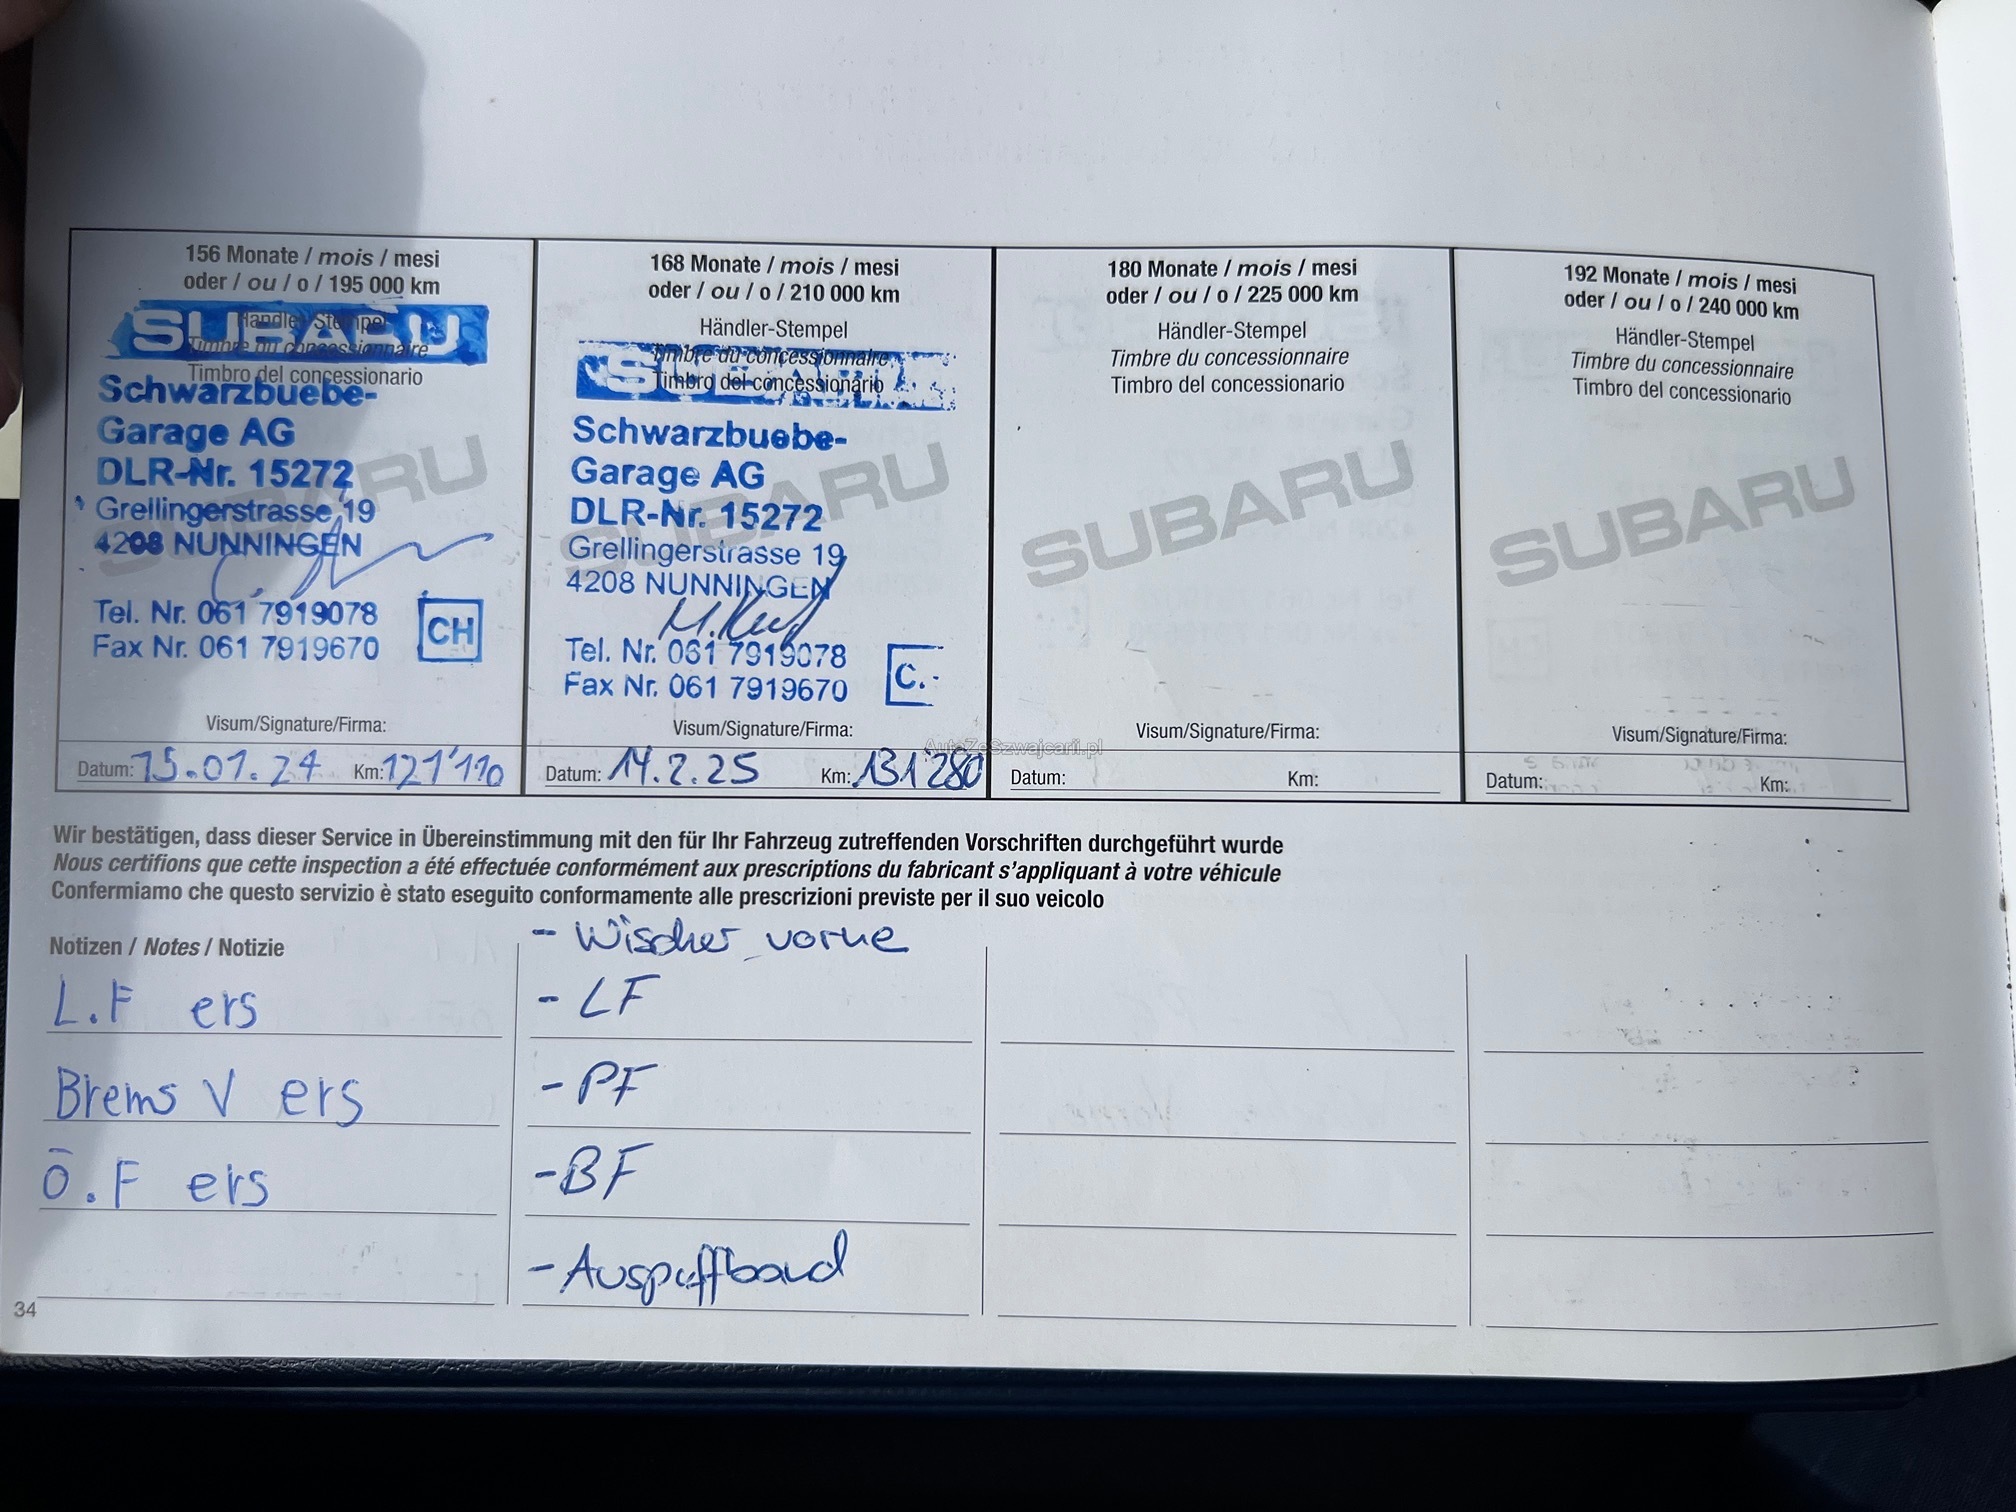 156 Monate / mois / mesi
oder / ou / o / 195 000 km
Händler-Stempel
Timbre du concessionnaire
Timbro del concessionario
SUBARU
Schwarzbuebe-
Garage AG
DLR-Nr. 15272
Grellingerstrasse 19
4208 NUNNINGEN
Tel. Nr. 061 7919078
Fax Nr. 061 7919670
CH
SUBARU
Visum/Signature/Firma:
Datum: 15.01.24 Km: 121'110
168 Monate / mois / mesi
oder / ou / o / 210 000 km
Händler-Stempel
Timbre du concessionnaire
Timbro del concessionario
SUBARU
Schwarzbuebe-
Garage AG
DLR-Nr. 15272
Grellingerstrasse 19
4208 NUNNINGEN
Tel. Nr. 061 7919078
Fax Nr. 061 7919670
C.
SUBARU
Visum/Signature/Firma:
Datum: 14.2.25 Km: 131'280
180 Monate / mois / mesi
oder / ou / o / 225 000 km
Händler-Stempel
Timbre du concessionnaire
Timbro del concessionario
SUBARU
Visum/Signature/Firma:
Datum: Km:
192 Monate / mois / mesi
oder / ou / o / 240 000 km
Händler-Stempel
Timbre du concessionnaire
Timbro del concessionario
SUBARU
Visum/Signature/Firma:
Datum: Km:
AutoZeSzwajcarii.pl
Wir bestätigen, dass dieser Service in Übereinstimmung mit den für Ihr Fahrzeug zutreffenden Vorschriften durchgeführt wurde
Nous certifions que cette inspection a été effectuée conformément aux prescriptions du fabricant s'appliquant à votre véhicule
Confermiamo che questo servizio è stato eseguito conformamente alle prescrizioni previste per il suo veicolo
Notizen / Notes / Notizie
L.F ers
Brems V ers
Ö.F ers
- Wischer vorne
- LF
- PF
- BF
- Auspuffband
34